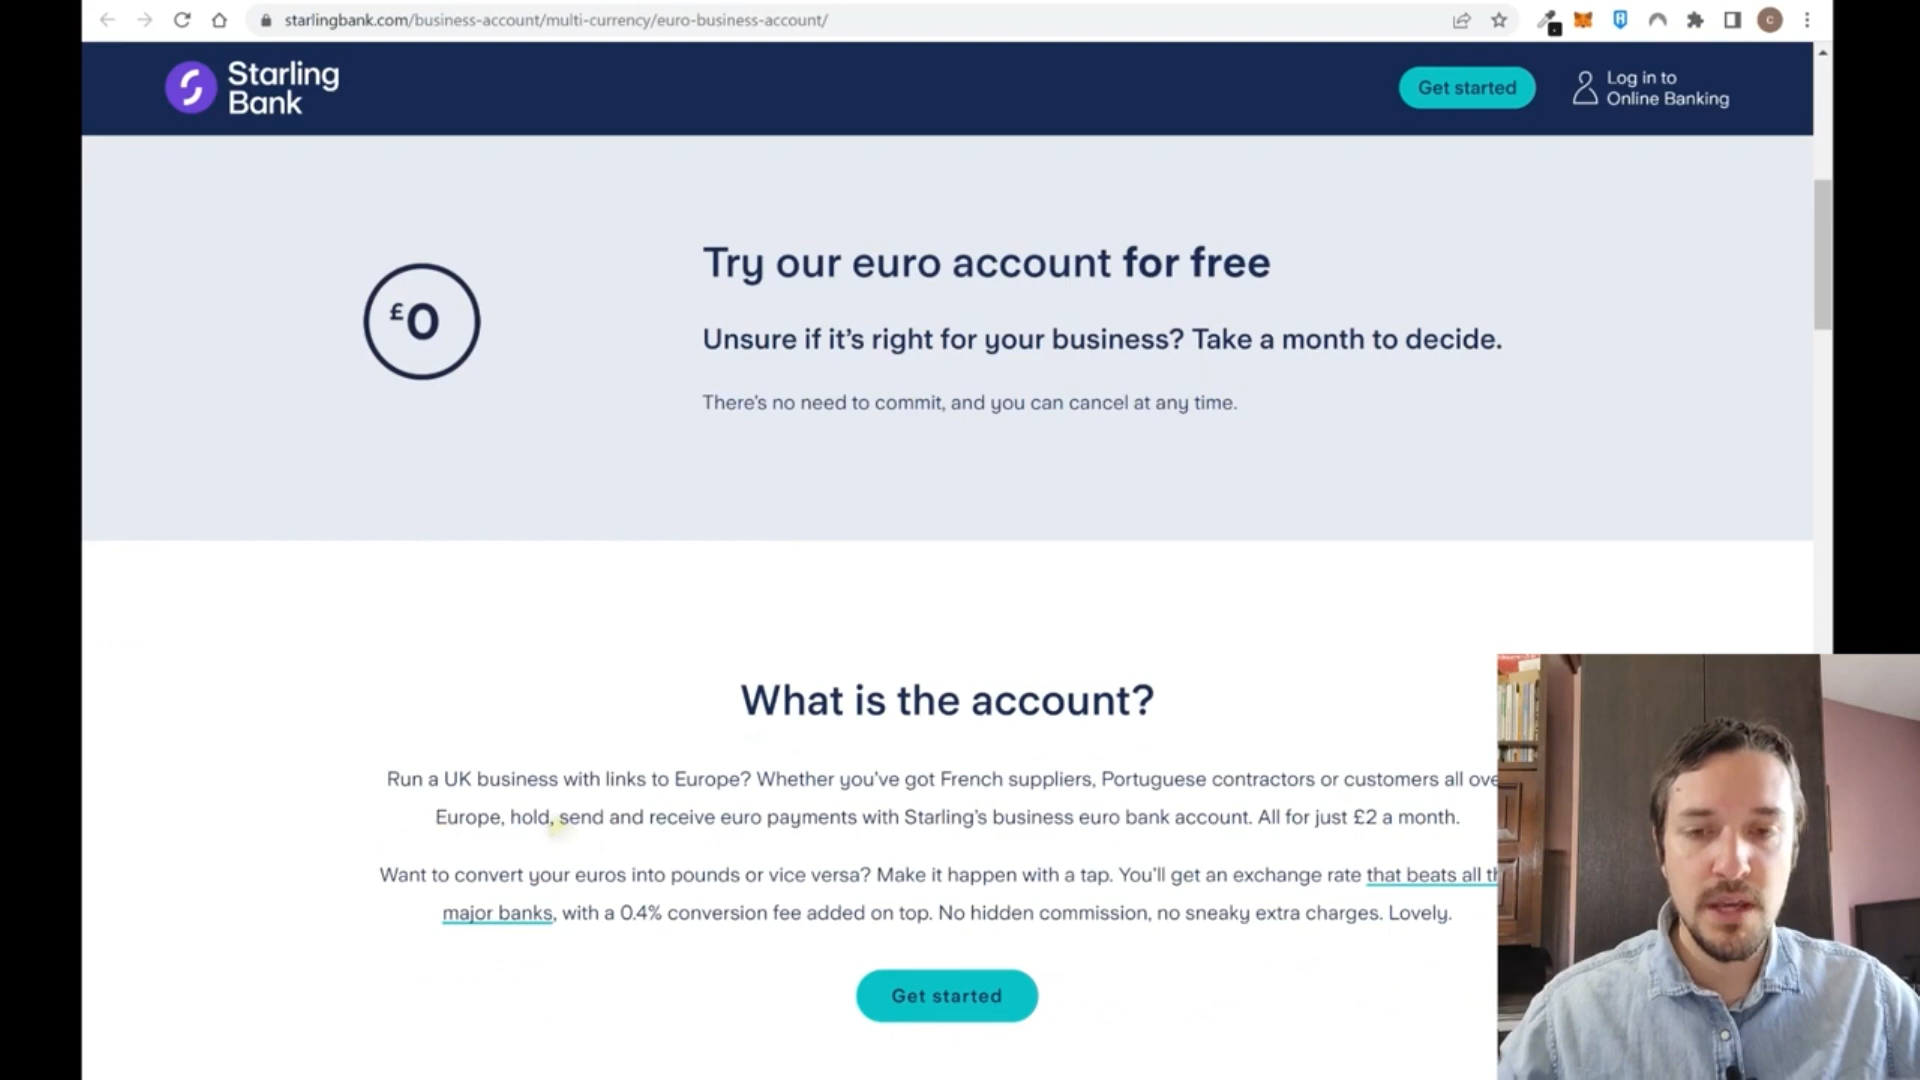 starlingbank.com/business-account/multi-currency/euro-business-account/
C
Starling
Bank
Get started
Log in to
Online Banking
£0
Try our euro account for free
Unsure if it's right for your business? Take a month to decide.
There's no need to commit, and you can cancel at any time.
What is the account?
Run a UK business with links to Europe? Whether you've got French suppliers, Portuguese contractors or customers all ove
Europe, hold, send and receive euro payments with Starling's business euro bank account. All for just £2 a month.
Want to convert your euros into pounds or vice versa? Make it happen with a tap. You'll get an exchange rate that beats all th
major banks, with a 0.4% conversion fee added on top. No hidden commission, no sneaky extra charges. Lovely.
Get started